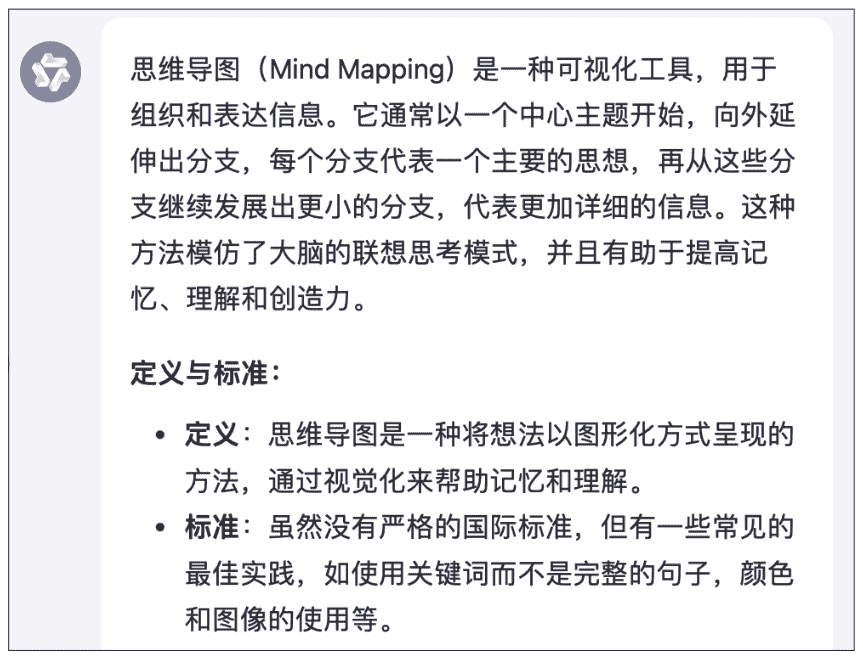 思维导图（Mind Mapping）是一种可视化工具，用于
组织和表达信息。它通常以一个中心主题开始，向外延
伸出分支，每个分支代表一个主要的思想，再从这些分
支继续发展出更小的分支，代表更加详细的信息。这种
方法模仿了大脑的联想思考模式，并且有助于提高记
忆、理解和创造力。
定义与标准：
• 定义：思维导图是一种将想法以图形化方式呈现的
方法，通过视觉化来帮助记忆和理解。
• 标准：虽然没有严格的国际标准，但有一些常见的
最佳实践，如使用关键词而不是完整的句子，颜色
和图像的使用等。